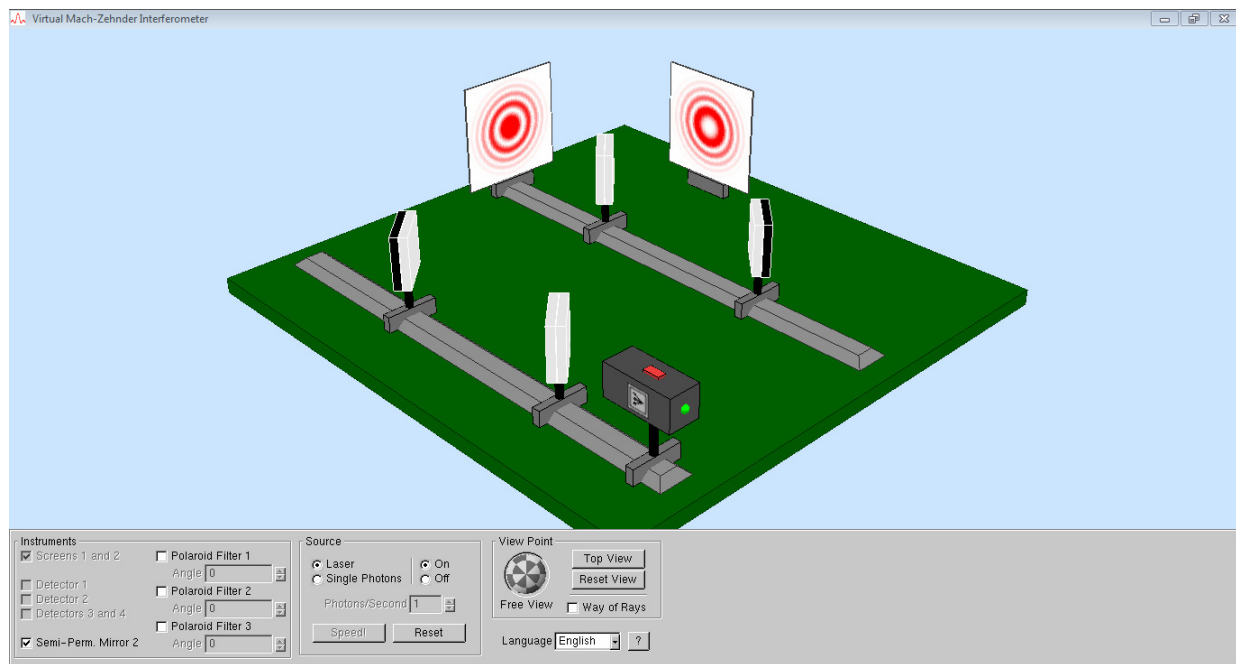 Virtual Mach-Zehnder Interferometer
Instruments
Screens 1 and 2
Detector 1
Detector 2
Detectors 3 and 4
Semi-Perm. Mirror 2
Polaroid Filter 1
Angle 0
Polaroid Filter 2
Angle 0
Polaroid Filter 3
Angle 0
Source
Laser
Single Photons
On
Off
Photons/Second 1
Speed!
Reset
View Point
Free View
Top View
Reset View
Way of Rays
Language English ?